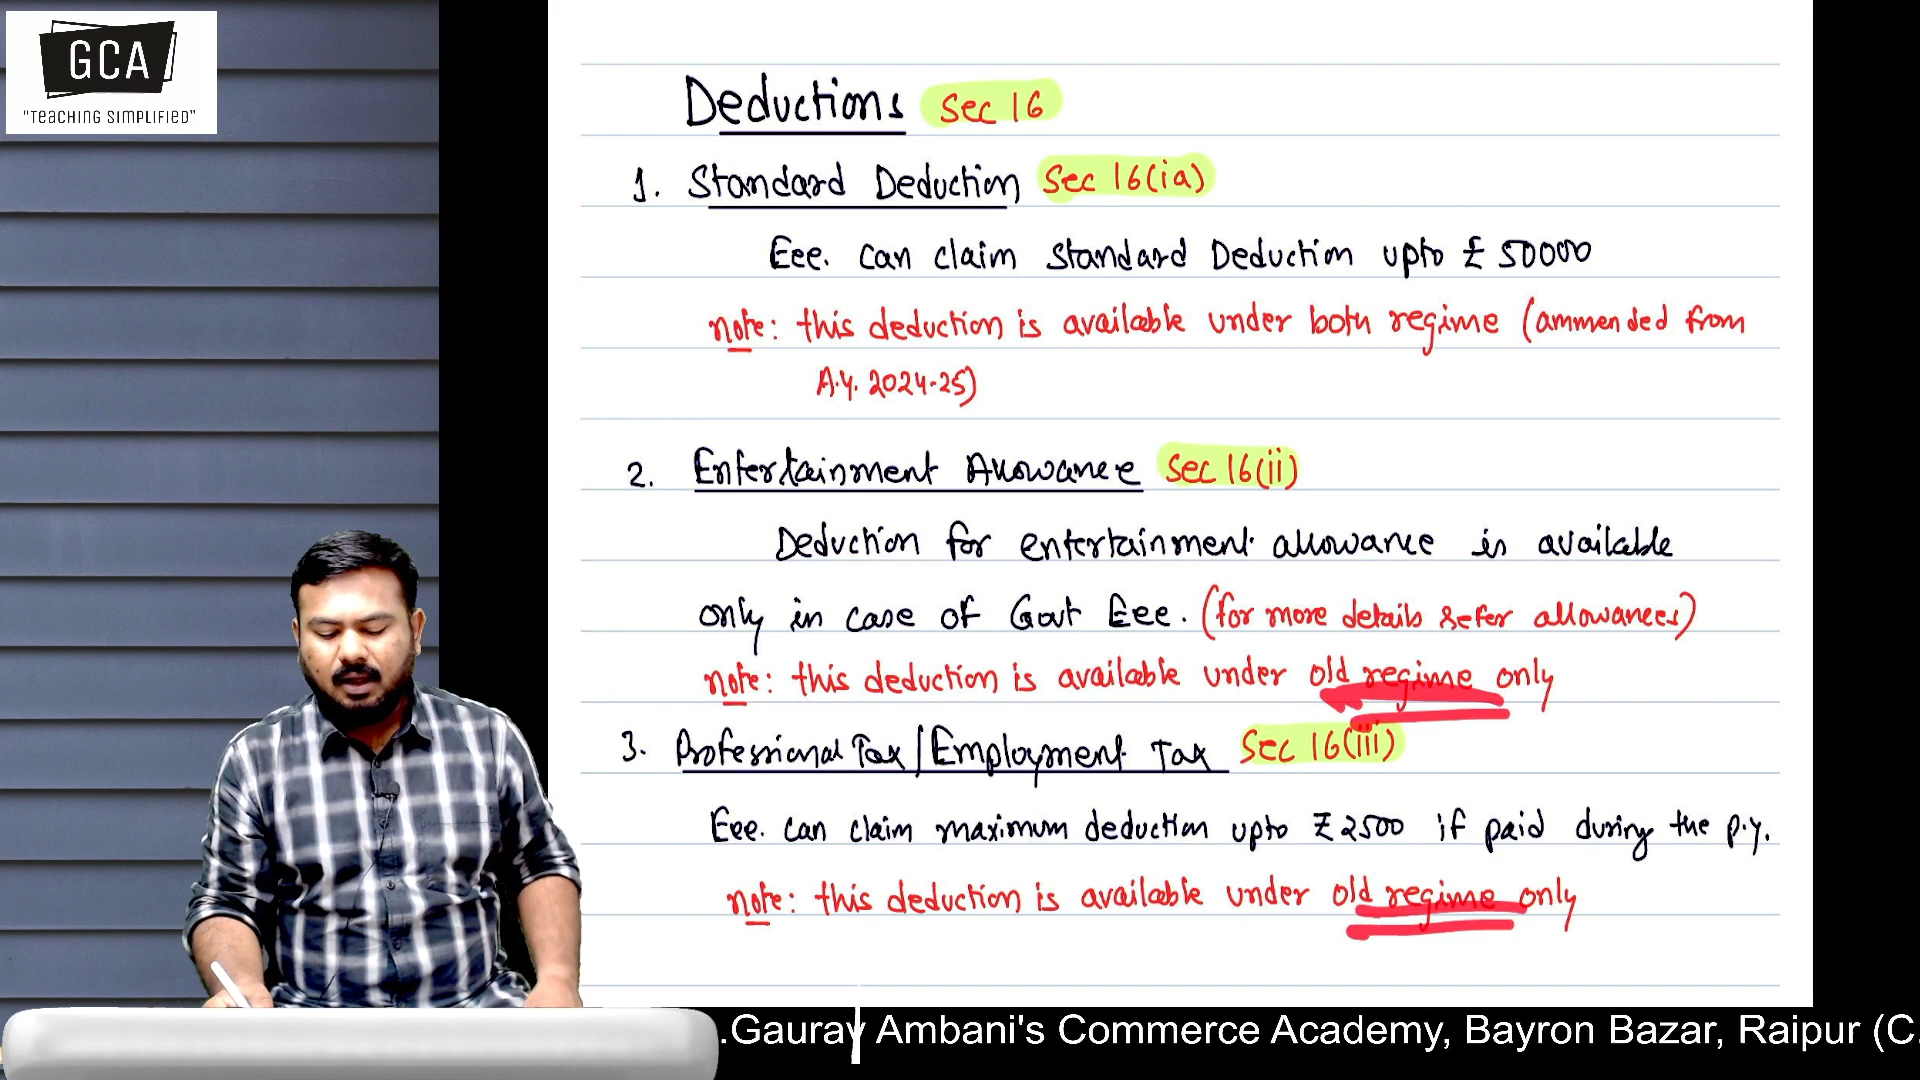 GCA
"TEACHING SIMPLIFIED"
Deductions Sec 16
1. Standard Deduction Sec 16(ia)
Eee. can claim Standard Deduction upto ₹ 50000
note: this deduction is available under both regime (ammended from
A.y. 2024-25)
2. Entertainment Allowance Sec 16(ii)
Deduction for entertainment allowance is available
only in case of Govt Eee. (for more details refer allowances)
note: this deduction is available under old regime only
3. Professional Tax/Employment Tax Sec 16(iii)
Eee. can claim maximum deduction upto ₹ 2500 if paid during the p.y.
note: this deduction is available under old regime only
.Gaurav Ambani's Commerce Academy, Bayron Bazar, Raipur (C.